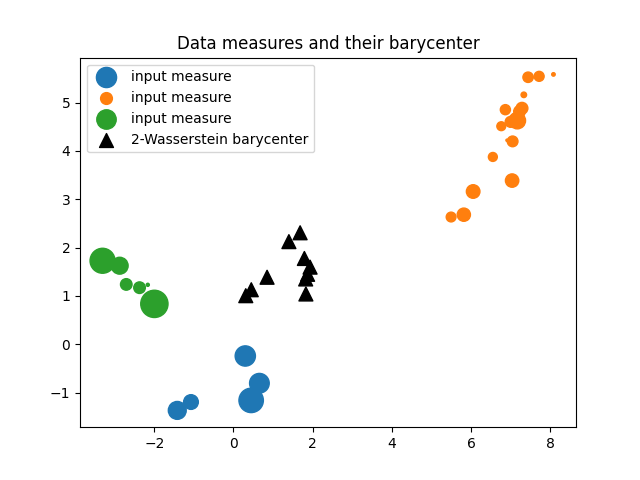 Data measures and their barycenter
input measure
input measure
input measure
2-Wasserstein barycenter
5
4
3
2
1
0
−1
−2
0
2
4
6
8